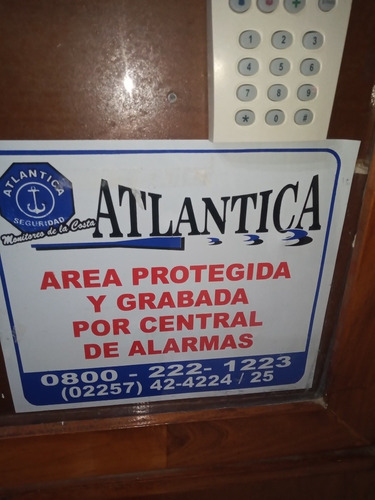 1 2 3
4 5 6
7 8 9
* 0 #
ATLANTICA
SEGURIDAD
Monitoreo de la Costa
ATLANTICA
AREA PROTEGIDA
Y GRABADA
POR CENTRAL
DE ALARMAS
0800 - 222- 1223
(02257) 42-4224 / 25